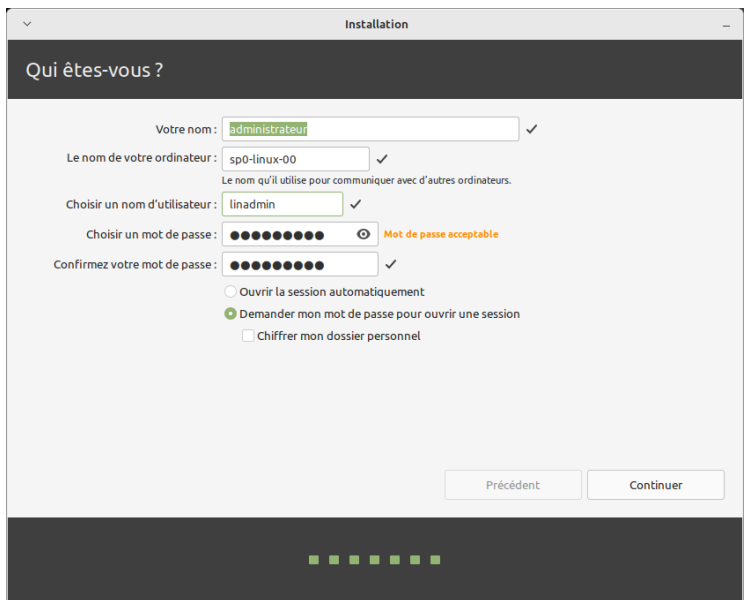 Installation
Qui êtes-vous ?
Votre nom : administrateur
Le nom de votre ordinateur : sp0-linux-00
Le nom qu'il utilise pour communiquer avec d'autres ordinateurs.
Choisir un nom d'utilisateur : linadmin
Choisir un mot de passe : ●●●●●●●●● Mot de passe acceptable
Confirmez votre mot de passe : ●●●●●●●●●
Ouvrir la session automatiquement
Demander mon mot de passe pour ouvrir une session
Chiffrer mon dossier personnel
Précédent Continuer